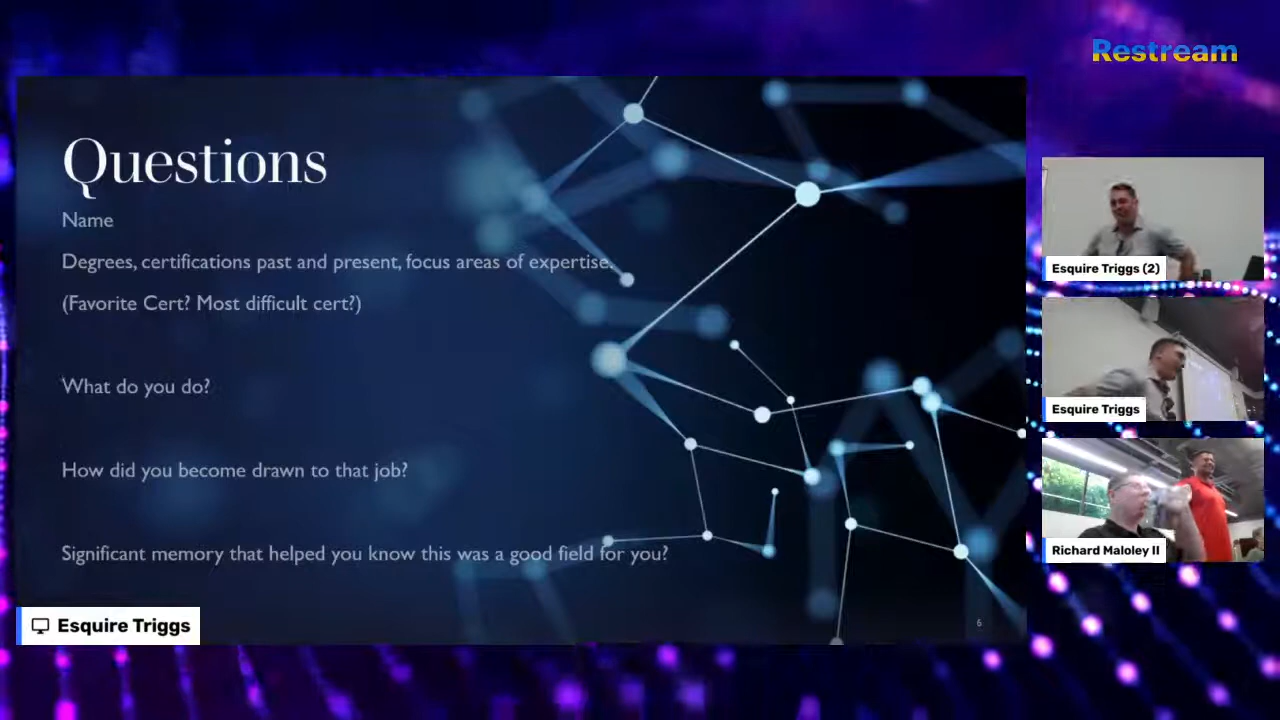 Restream
Questions
Name
Degrees, certifications past and present, focus areas of expertise.
(Favorite Cert? Most difficult cert?)
What do you do?
How did you become drawn to that job?
Significant memory that helped you know this was a good field for you?
6
Esquire Triggs
Esquire Triggs (2)
Esquire Triggs
Richard Maloley II